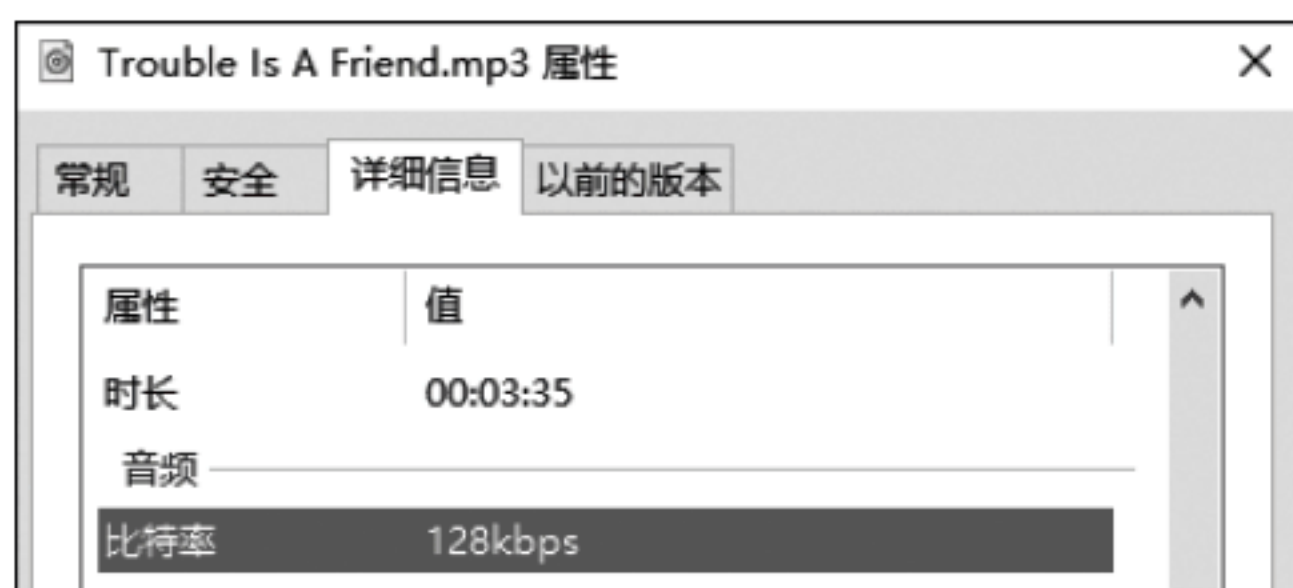 Trouble Is A Friend.mp3 属性
常规 安全 详细信息 以前的版本
属性 值
时长 00:03:35
音频
比特率 128kbps